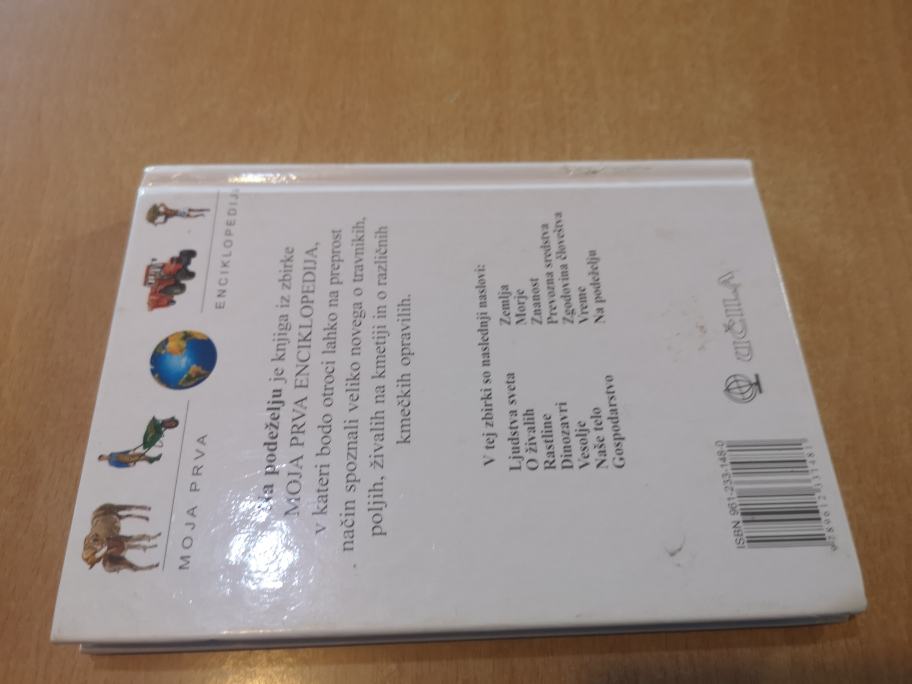 MOJA PRVA ENCIKLOPEDIJA
Na podeželju je knjiga iz zbirke
MOJA PRVA ENCIKLOPEDIJA,
v kateri bodo otroci lahko na preprost
način spoznali veliko novega o travnikih,
poljih, živalih na kmetiji in o različnih
kmečkih opravilih.
V tej zbirki so naslednji naslovi:
Ljudstva sveta
O živalih
Rastline
Dinozavri
Vesolje
Naše telo
Gospodarstvo
Zemlja
Morje
Znanost
Prevozna sredstva
Zgodovina človeštva
Vreme
Na podeželju
ISBN 961-233-148-0
9789612331481
učila